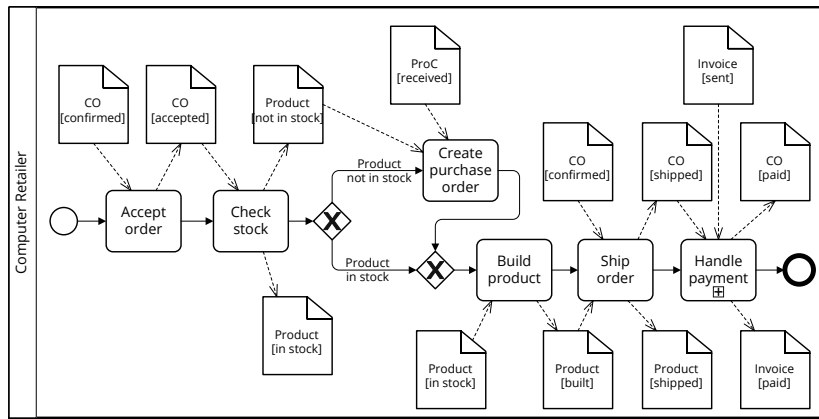 Computer Retailer
CO
[confirmed]
CO
[accepted]
Product
[not in stock]
ProC
[received]
Invoice
[sent]
CO
[confirmed]
CO
[shipped]
CO
[paid]
Accept
order
Check
stock
Product
not in stock
Create
purchase
order
Product
in stock
Build
product
Ship
order
Handle
payment
Product
[in stock]
Product
[in stock]
Product
[built]
Product
[shipped]
Invoice
[paid]